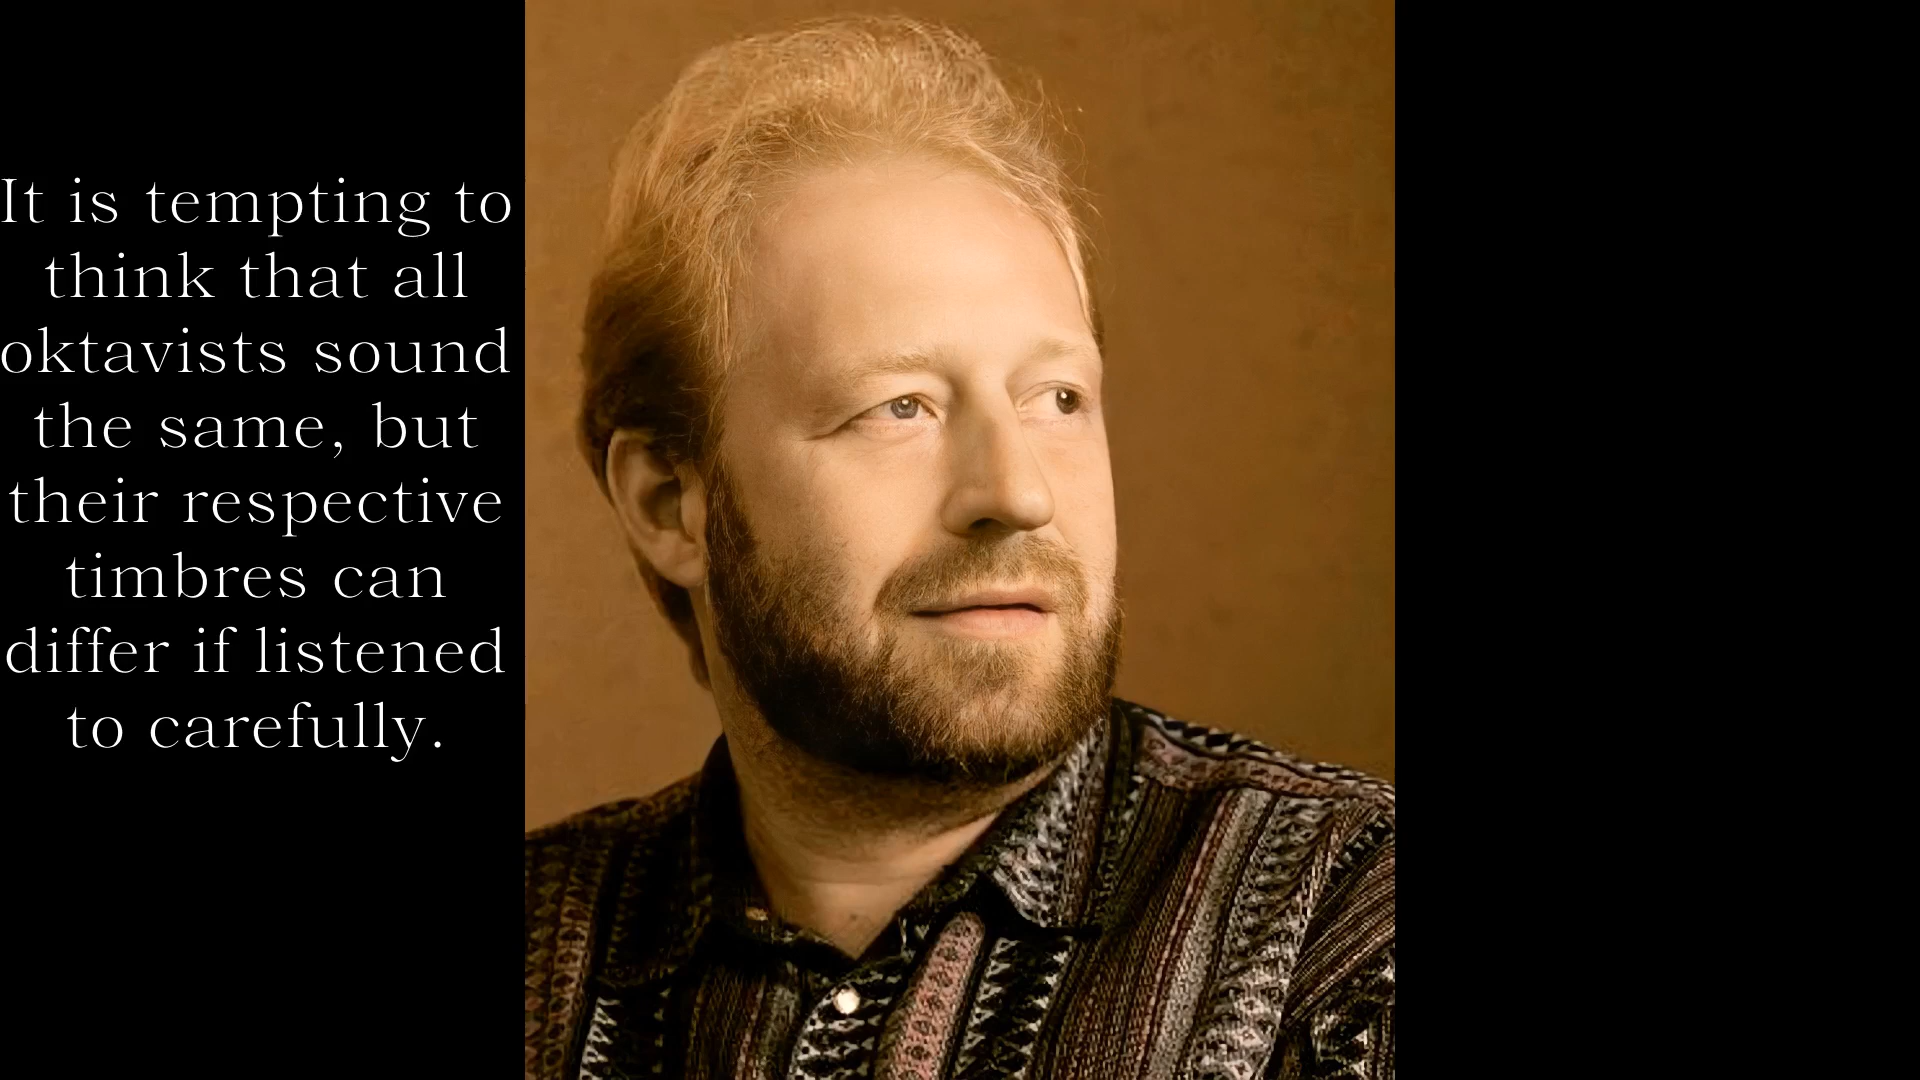 It is tempting to
think that all
oktavists sound
the same, but
their respective
timbres can
differ if listened
to carefully.